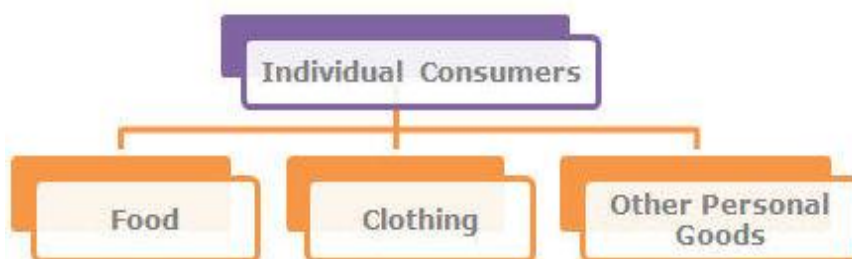 Individual Consumers
Food
Clothing
Other Personal
Goods